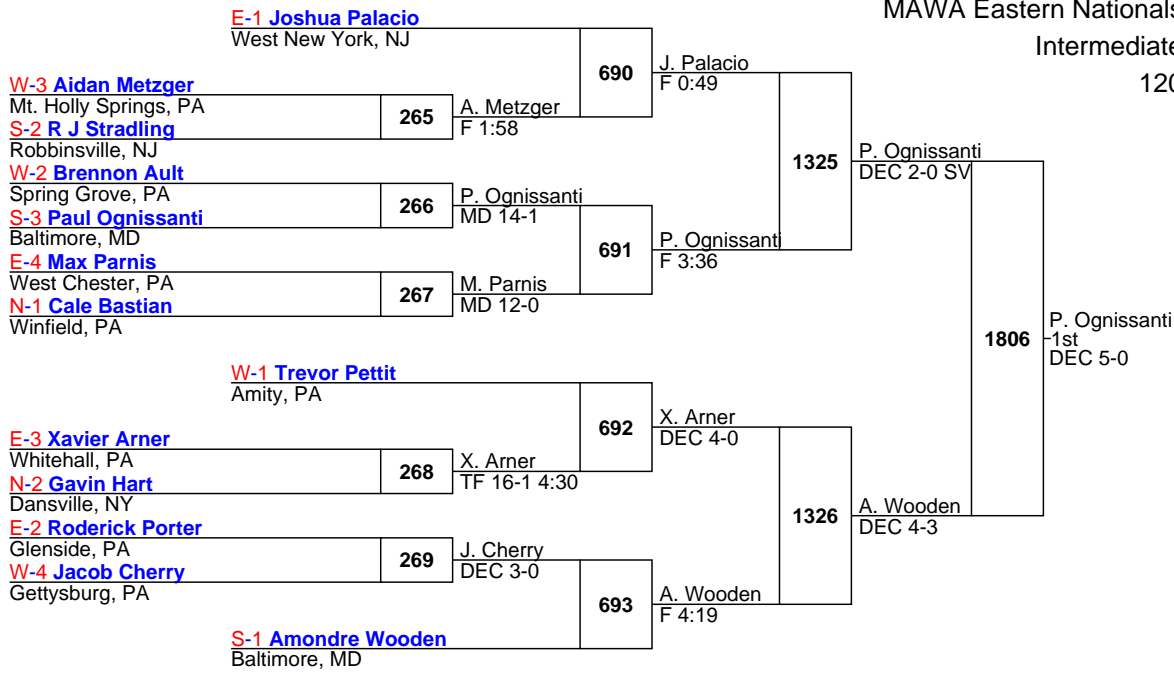 MAWA Eastern Nationals
Intermediate
120
E-1 Joshua Palacio
West New York, NJ
690
J. Palacio
F 0:49
W-3 Aidan Metzger
Mt. Holly Springs, PA
265
A. Metzger
F 1:58
S-2 R J Stradling
Robbinsville, NJ
1325
P. Ognissanti
DEC 2-0 SV
W-2 Brennon Ault
Spring Grove, PA
266
P. Ognissanti
MD 14-1
S-3 Paul Ognissanti
Baltimore, MD
691
P. Ognissanti
F 3:36
E-4 Max Parnis
West Chester, PA
267
M. Parnis
MD 12-0
N-1 Cale Bastian
Winfield, PA
1806
P. Ognissanti
1st
DEC 5-0
W-1 Trevor Pettit
Amity, PA
692
X. Arner
DEC 4-0
E-3 Xavier Arner
Whitehall, PA
268
X. Arner
TF 16-1 4:30
N-2 Gavin Hart
Dansville, NY
1326
A. Wooden
DEC 4-3
E-2 Roderick Porter
Glenside, PA
269
J. Cherry
DEC 3-0
W-4 Jacob Cherry
Gettysburg, PA
693
A. Wooden
F 4:19
S-1 Amondre Wooden
Baltimore, MD